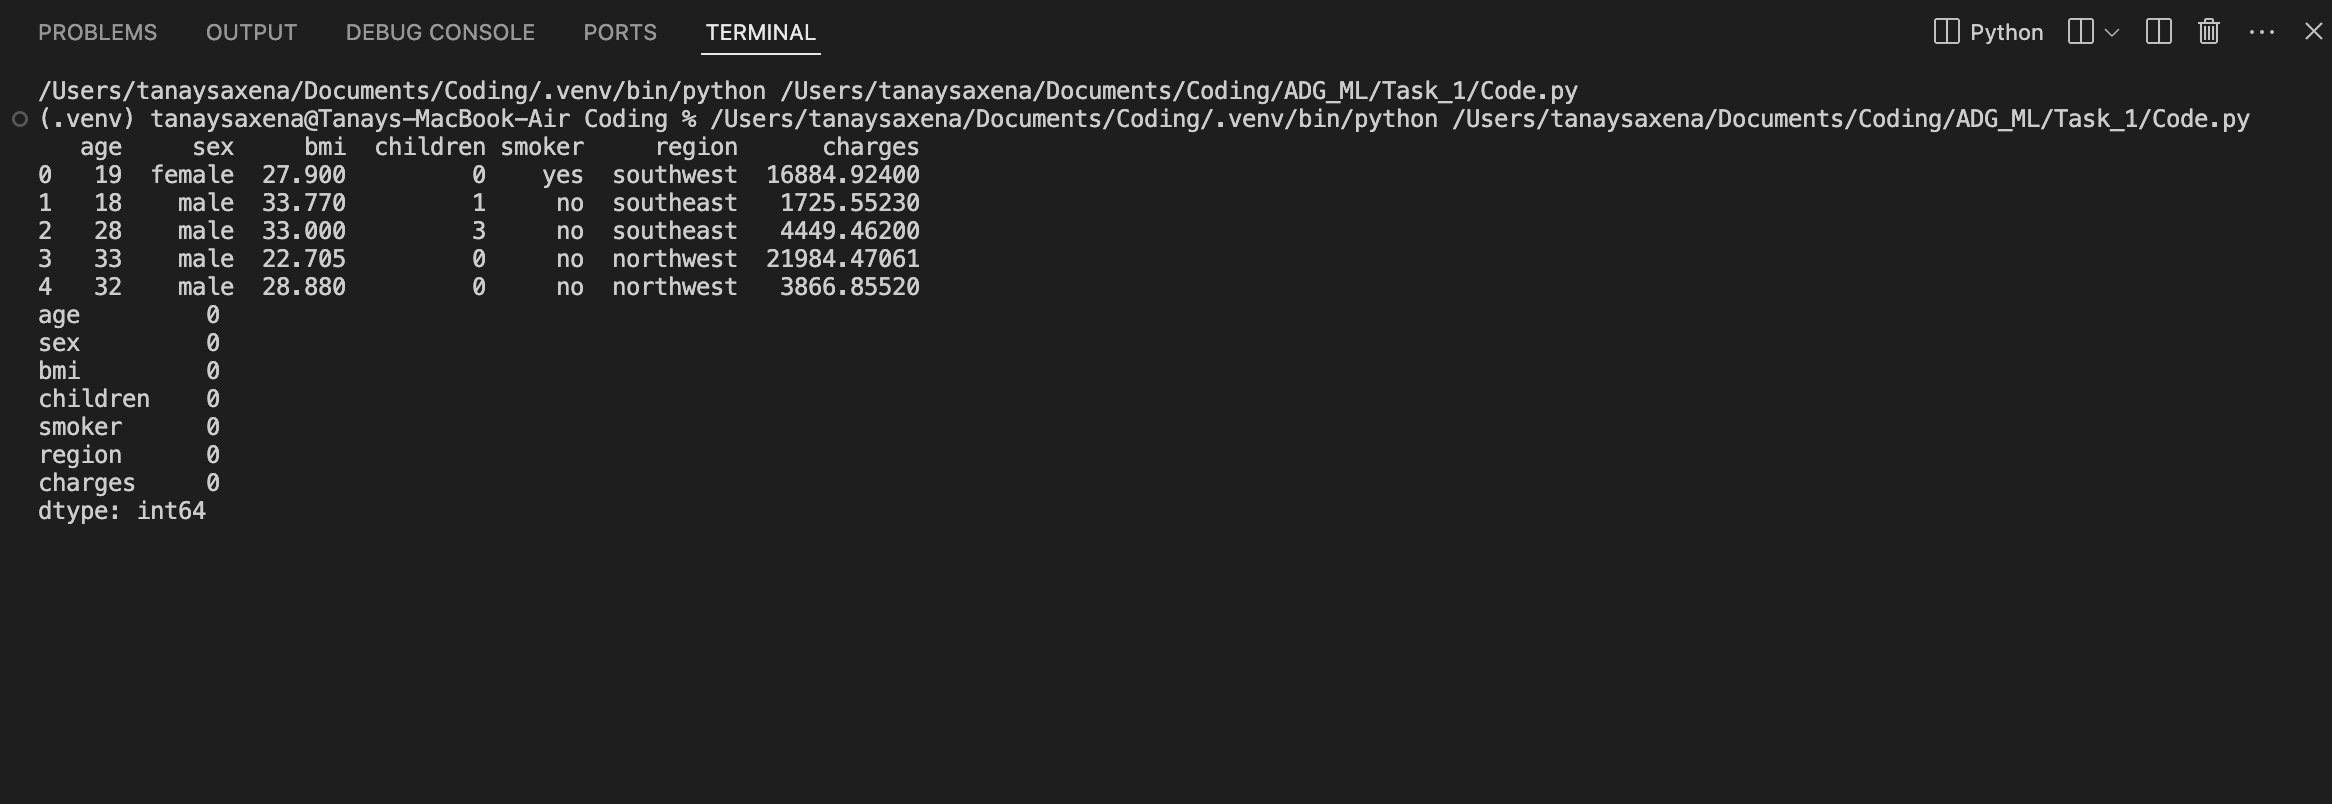 PROBLEMS OUTPUT DEBUG CONSOLE PORTS TERMINAL Python
/Users/tanaysaxena/Documents/Coding/.venv/bin/python /Users/tanaysaxena/Documents/Coding/ADG_ML/Task_1/Code.py
(.venv) tanaysaxena@Tanays-MacBook-Air Coding % /Users/tanaysaxena/Documents/Coding/.venv/bin/python /Users/tanaysaxena/Documents/Coding/ADG_ML/Task_1/Code.py
   age     sex     bmi  children smoker     region      charges
0   19  female  27.900         0    yes  southwest  16884.92400
1   18    male  33.770         1     no  southeast   1725.55230
2   28    male  33.000         3     no  southeast   4449.46200
3   33    male  22.705         0     no  northwest  21984.47061
4   32    male  28.880         0     no  northwest   3866.85520
age         0
sex         0
bmi         0
children    0
smoker      0
region      0
charges     0
dtype: int64